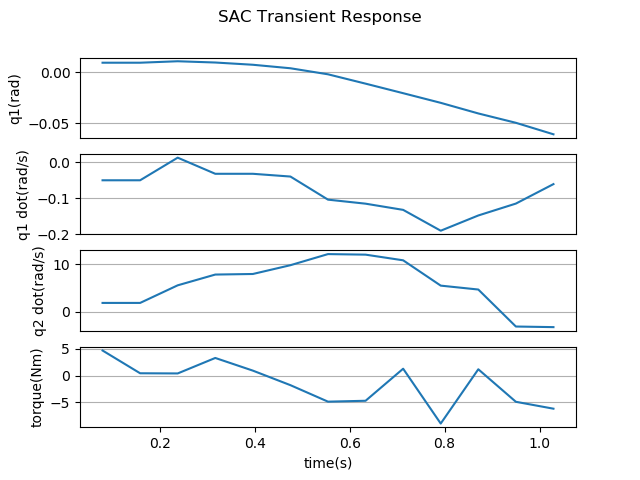 SAC Transient Response
q1(rad)
0.00
−0.05
q1 dot(rad/s)
0.0
−0.1
−0.2
q2 dot(rad/s)
10
0
torque(Nm)
5
0
−5
0.2 0.4 0.6 0.8 1.0
time(s)